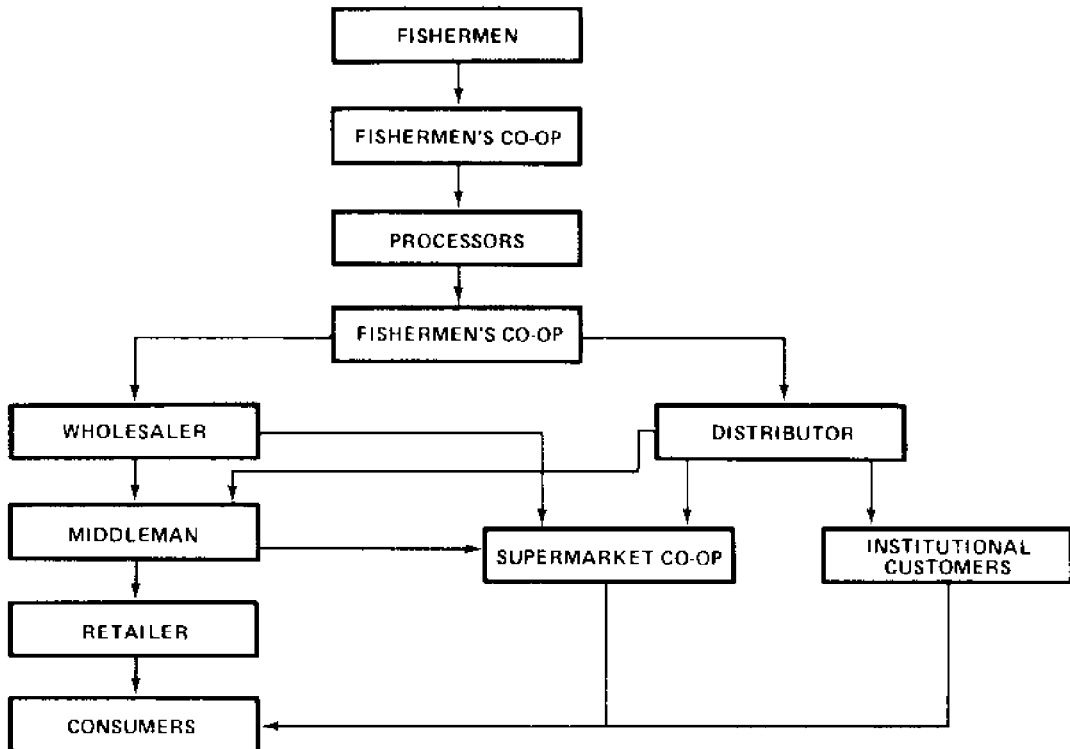 FISHERMEN
FISHERMEN'S CO-OP
PROCESSORS
FISHERMEN'S CO-OP
WHOLESALER
DISTRIBUTOR
MIDDLEMAN
SUPERMARKET CO-OP
INSTITUTIONAL
CUSTOMERS
RETAILER
CONSUMERS